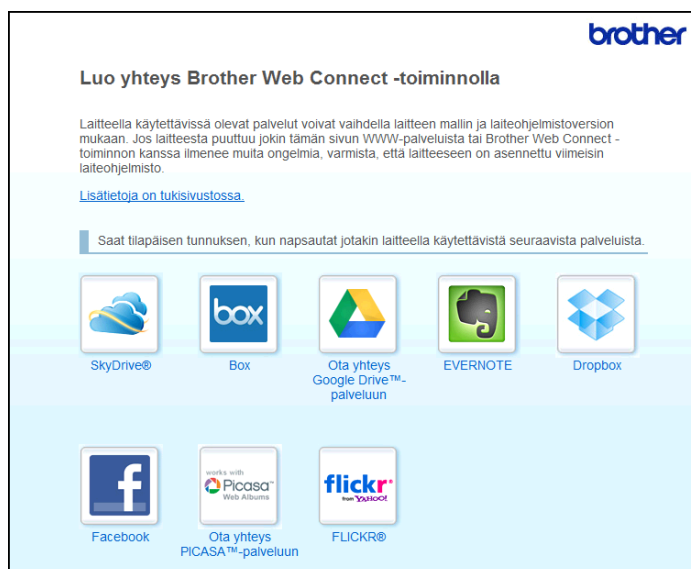 brother
Luo yhteys Brother Web Connect -toiminnolla
Laitteella käytettävissä olevat palvelut voivat vaihdella laitteen mallin ja laiteohjelmistoversion
mukaan. Jos laitteesta puuttuu jokin tämän sivun WWW-palveluista tai Brother Web Connect -
toiminnon kanssa ilmenee muita ongelmia, varmista, että laitteeseen on asennettu viimeisin
laiteohjelmisto.
Lisätietoja on tukisivustossa.
Saat tilapäisen tunnuksen, kun napsautat jotakin laitteella käytettävistä seuraavista palveluista.
box
SkyDrive®
Box
Ota yhteys
Google Drive™-
palveluun
EVERNOTE
Dropbox
f
works with
Picasa™
Web Albums
flickr®
from YAHOO!
Facebook
Ota yhteys
PICASA™-palveluun
FLICKR®